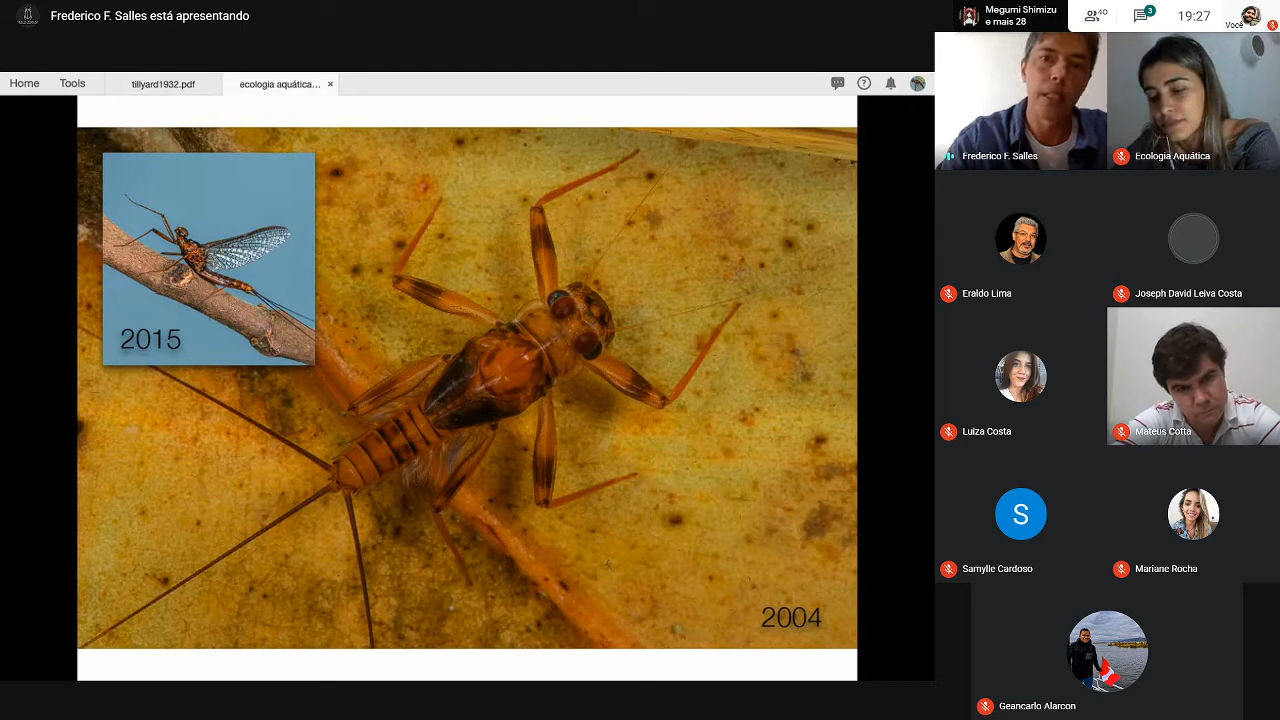 Frederico F. Salles está apresentando
Megumi Shimizu
e mais 28
40
3
19:27
Você
Home
Tools
tillyard1932.pdf
ecologia aquática...
2015
2004
Frederico F. Salles
Ecologia Aquática
Eraldo Lima
Joseph David Leiva Costa
Luiza Costa
Mateus Cotta
S
Samylle Cardoso
Mariane Rocha
Geancarlo Alarcon